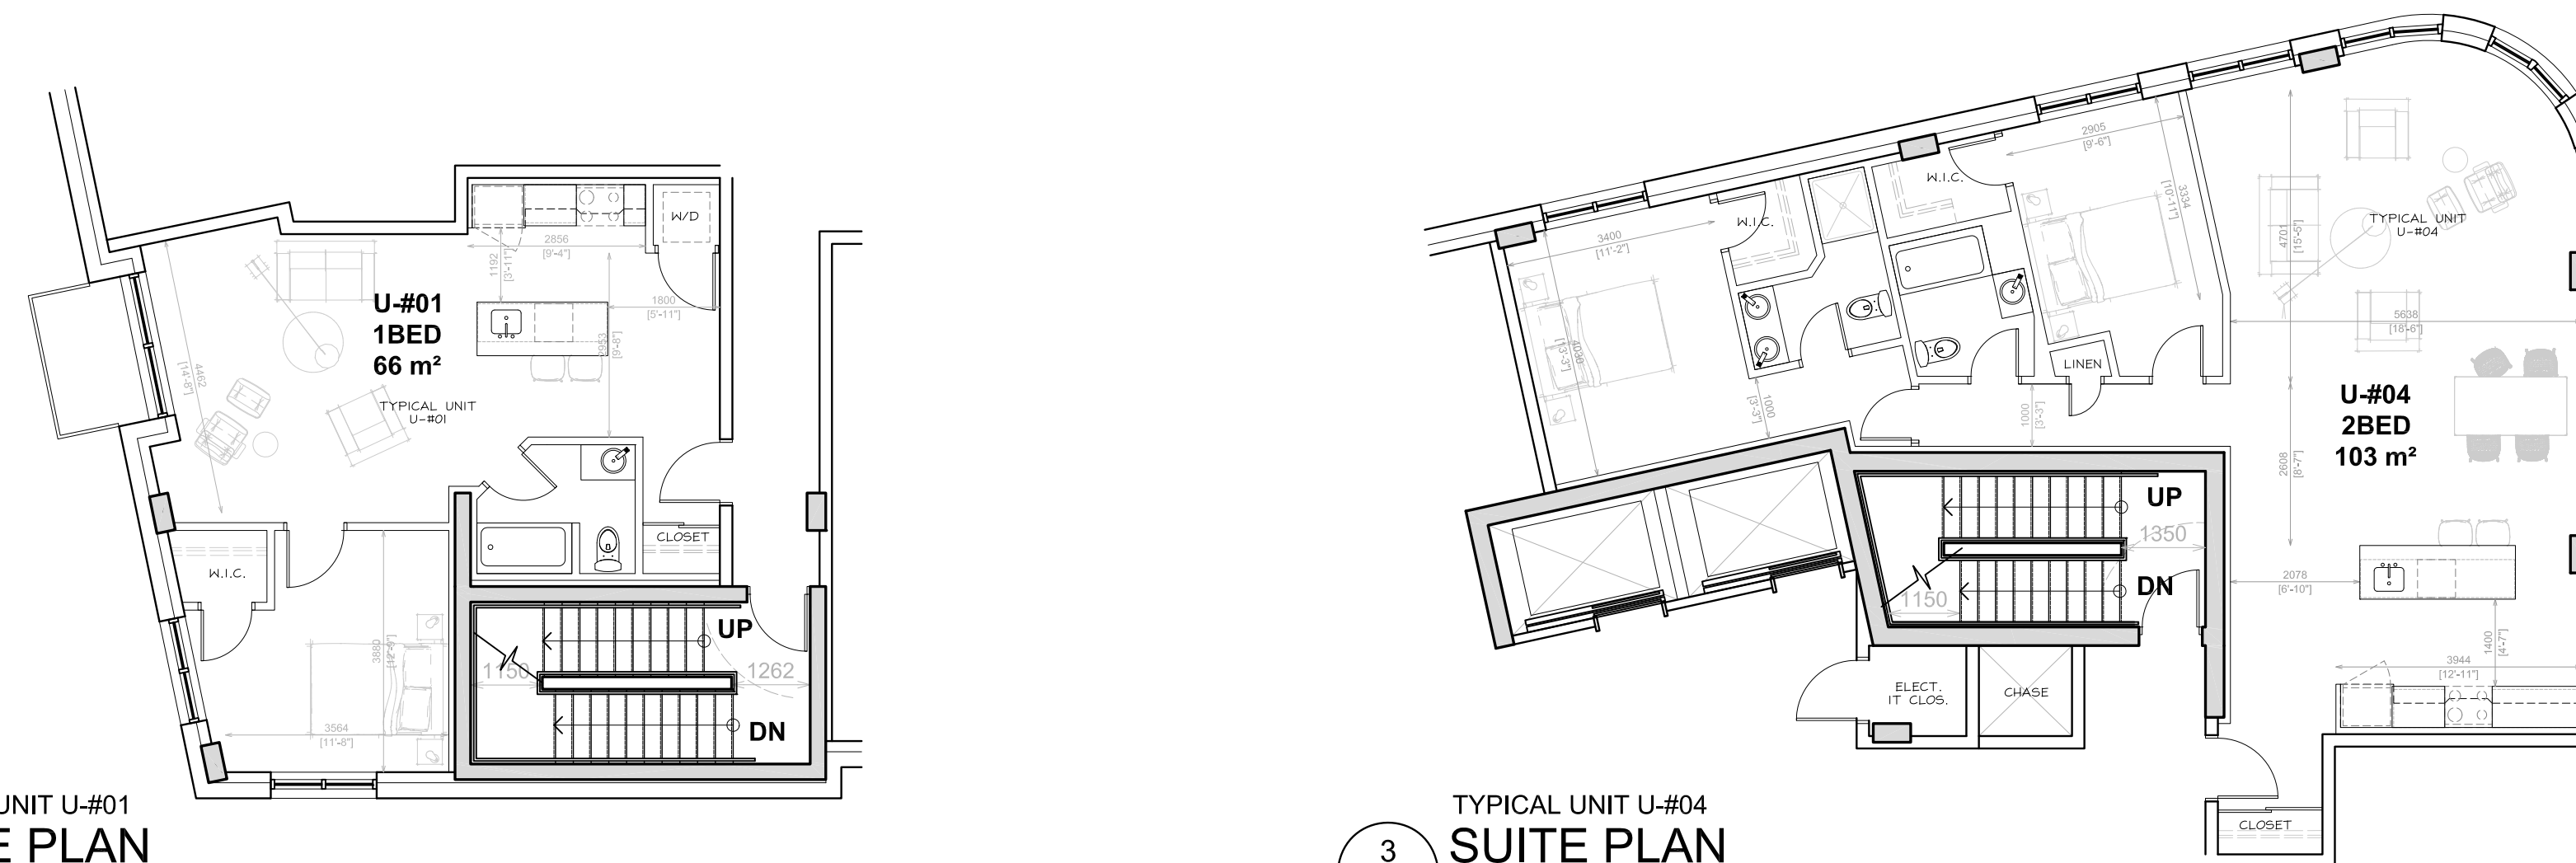 W/D
2856
[9'-4"]
1192
[3'-11"]
U-#01
1BED
66 m²
1800
[5'-11"]
2953
[9'-8"]
4462
[14'-8"]
TYPICAL UNIT
U-#01
CLOSET
W.I.C.
3880
[12'-9"]
3564
[11'-8"]
UP
1150
1262
DN
UNIT U-#01
E PLAN
2905
[9'-6"]
W.I.C.
3334
[10'-11"]
W.I.C.
3400
[11'-2"]
TYPICAL UNIT
U-#04
4701
[15'-5"]
5638
[18'-6"]
4030
[13'-3"]
LINEN
1000
[3'-3"]
1000
[3'-3"]
U-#04
2BED
103 m²
2608
[8'-7"]
UP
1350
DN
1150
2078
[6'-10"]
1400
[4'-7"]
3944
[12'-11"]
ELECT.
IT CLOS.
CHASE
CLOSET
3
TYPICAL UNIT U-#04
SUITE PLAN